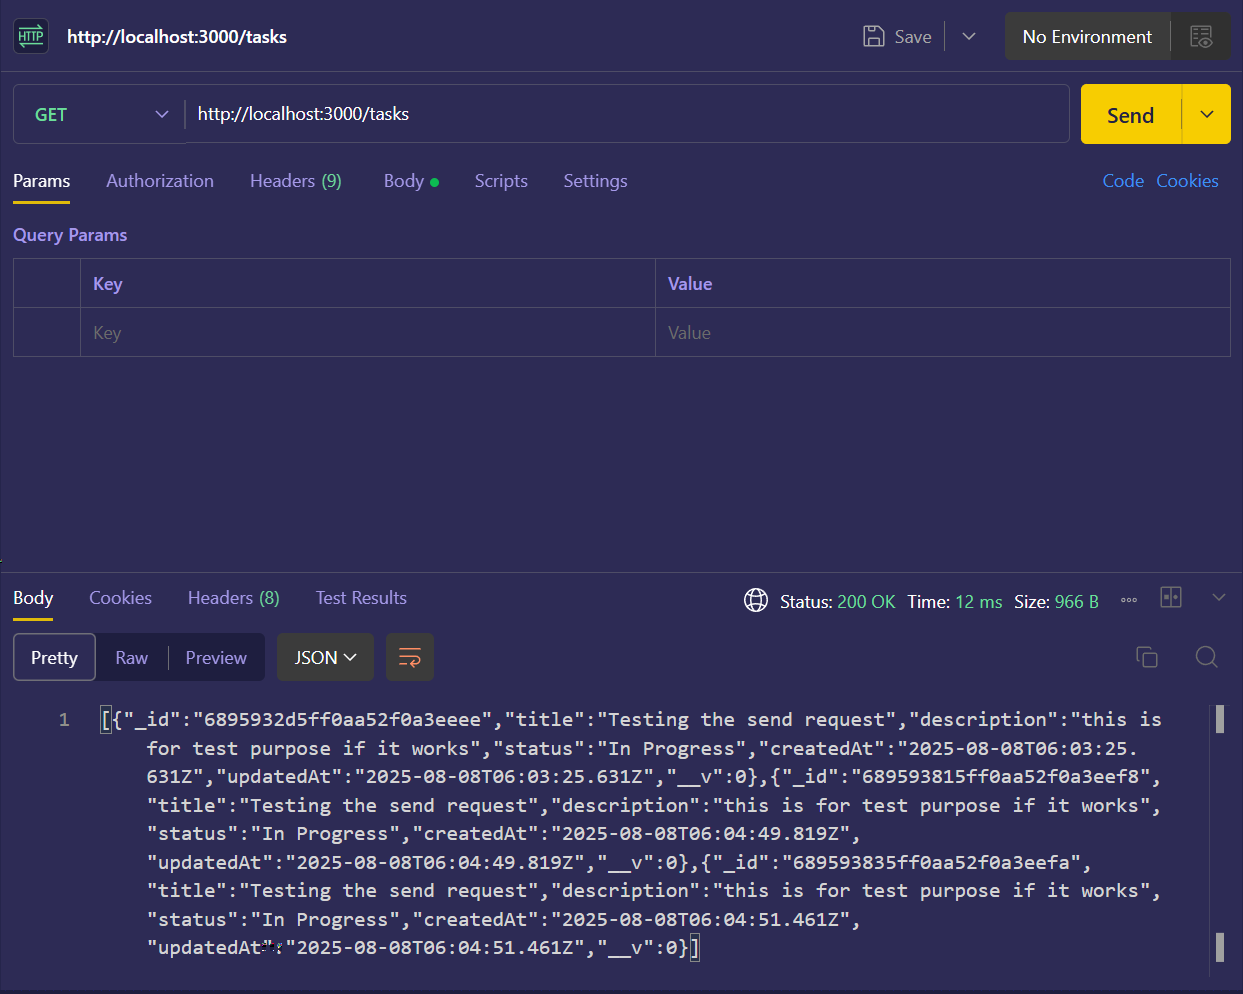 HTTP http://localhost:3000/tasks Save No Environment
GET http://localhost:3000/tasks Send
Params Authorization Headers (9) Body Scripts Settings Code Cookies
Query Params
Key Value
Key Value
Body Cookies Headers (8) Test Results Status: 200 OK Time: 12 ms Size: 966 B
Pretty Raw Preview JSON
1 [{"_id":"6895932d5ff0aa52f0a3eeee","title":"Testing the send request","description":"this is
for test purpose if it works","status":"In Progress","createdAt":"2025-08-08T06:03:25.
631Z","updatedAt":"2025-08-08T06:03:25.631Z","__v":0},{"_id":"689593815ff0aa52f0a3eef8",
"title":"Testing the send request","description":"this is for test purpose if it works",
"status":"In Progress","createdAt":"2025-08-08T06:04:49.819Z",
"updatedAt":"2025-08-08T06:04:49.819Z","__v":0},{"_id":"689593835ff0aa52f0a3eefa",
"title":"Testing the send request","description":"this is for test purpose if it works",
"status":"In Progress","createdAt":"2025-08-08T06:04:51.461Z",
"updatedAt":"2025-08-08T06:04:51.461Z","__v":0}]